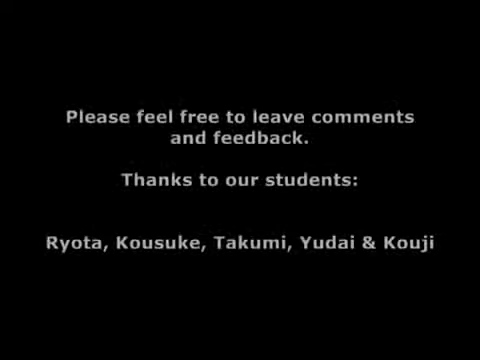 Please feel free to leave comments
and feedback.
Thanks to our students:
Ryota, Kousuke, Takumi, Yudai & Kouji